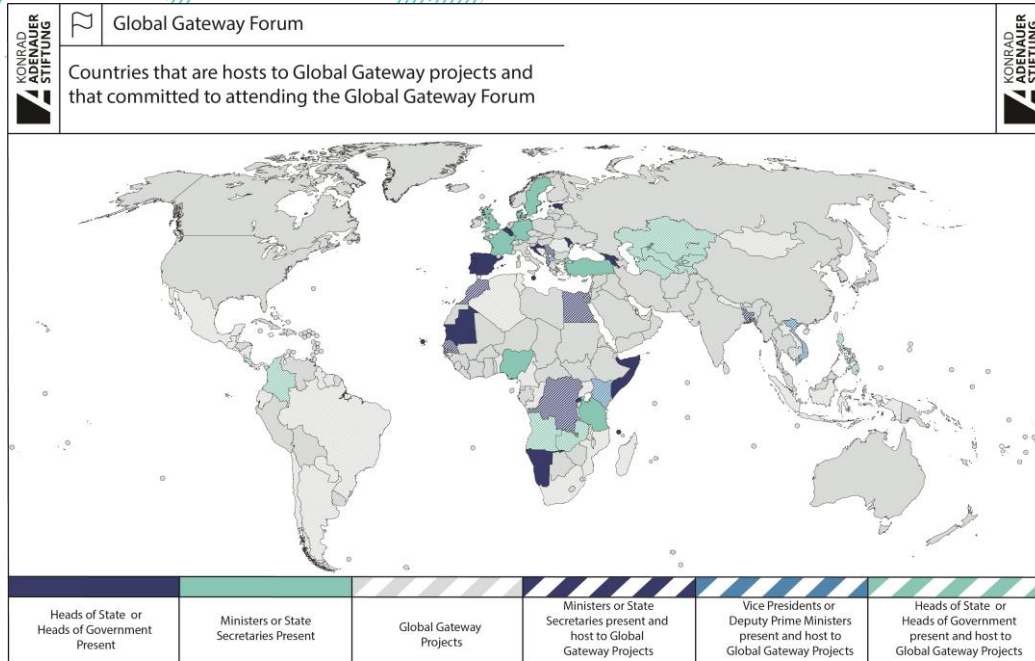 KONRAD
ADENAUER
STIFTUNG
Global Gateway Forum
Countries that are hosts to Global Gateway projects and
that committed to attending the Global Gateway Forum
KONRAD
ADENAUER
STIFTUNG
Heads of State or
Heads of Government
Present
Ministers or State
Secretaries Present
Global Gateway
Projects
Ministers or State
Secretaries present and
host to Global
Gateway Projects
Vice Presidents or
Deputy Prime Ministers
present and host to
Global Gateway Projects
Heads of State or
Heads of Government
present and host to
Global Gateway Projects